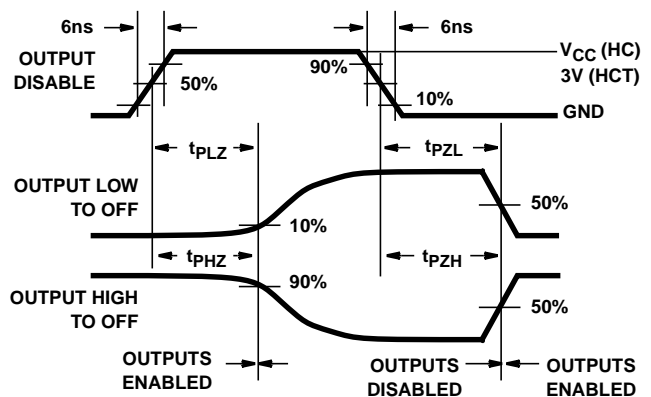 6ns
6ns
OUTPUT
DISABLE
50%
90%
10%
VCC (HC)
3V (HCT)
GND
tPLZ
tPZL
OUTPUT LOW
TO OFF
10%
50%
tPHZ
tPZH
OUTPUT HIGH
TO OFF
90%
50%
OUTPUTS
ENABLED
OUTPUTS
DISABLED
OUTPUTS
ENABLED